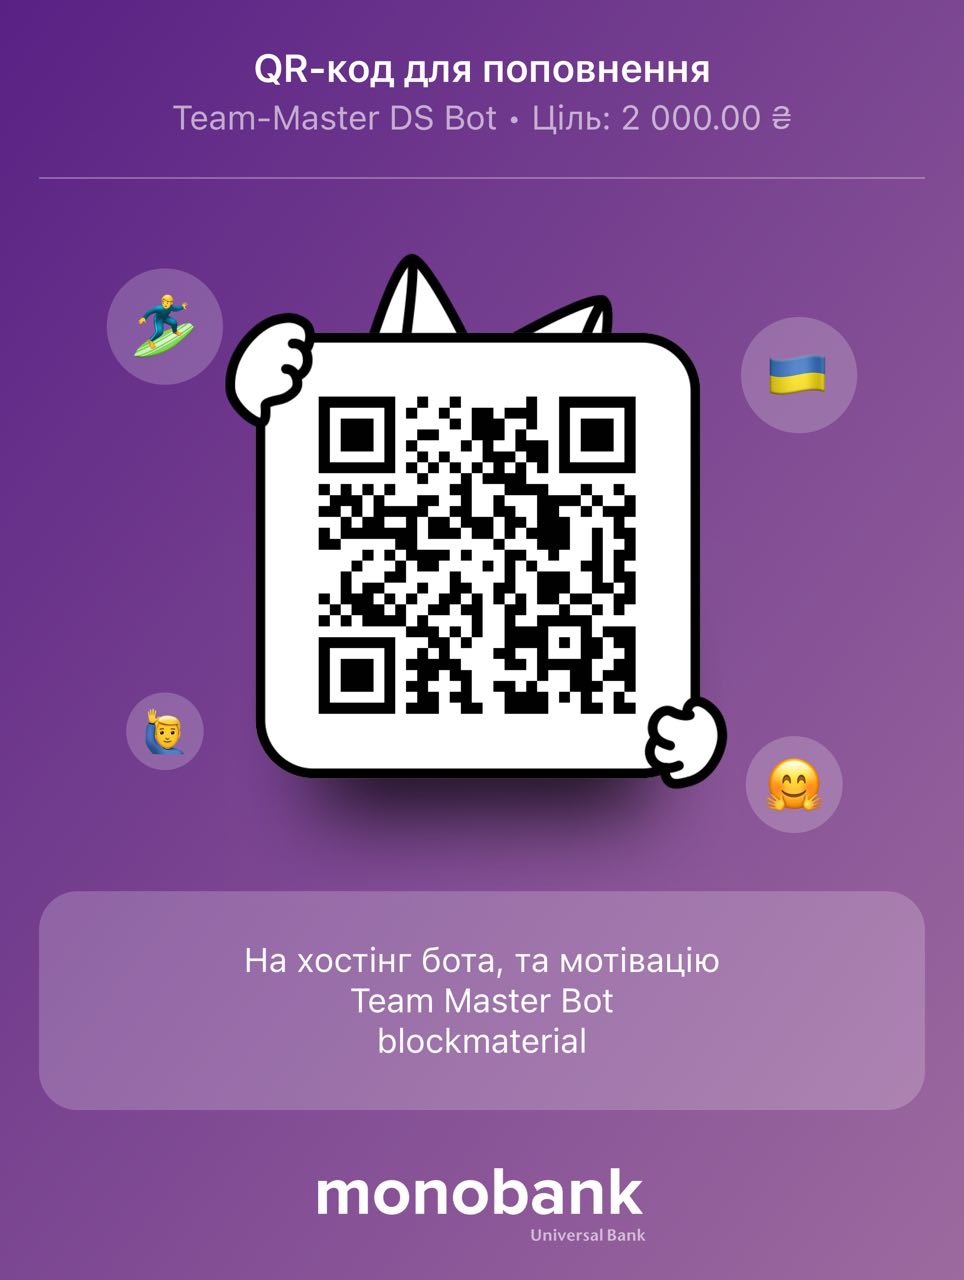 QR-код для поповнення
Team-Master DS Bot • Ціль: 2 000.00 ₴
На хостінг бота, та мотівацію
Team Master Bot
blockmaterial
monobank
Universal Bank